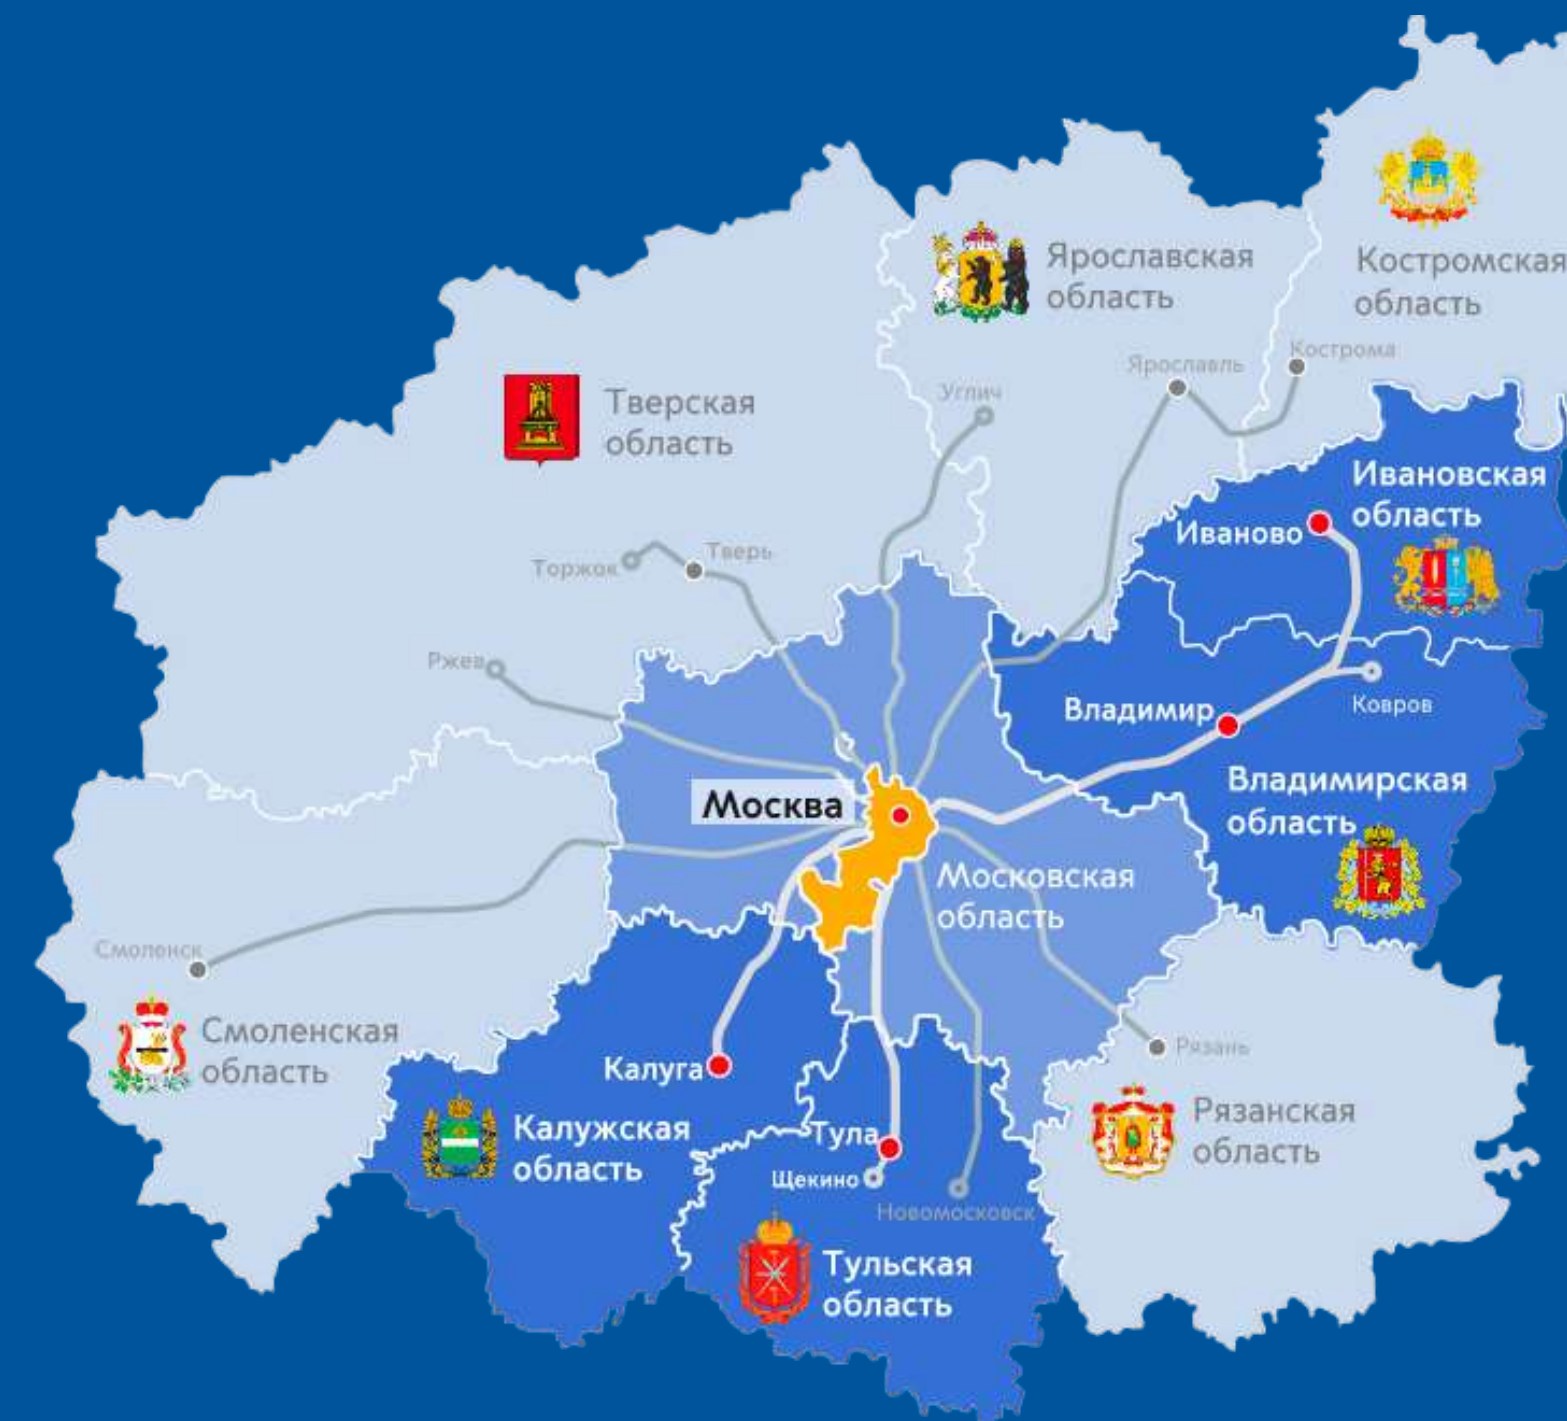 Ярославская
область
Костромская
область
Кострома
Ярославль
Углич
Тверская
область
Ивановская
область
Иваново
Тверь
Торжок
Ржев
Ковров
Владимир
Владимирская
область
Москва
Московская
область
Смоленск
Смоленская
область
Рязань
Калуга
Рязанская
область
Калужская
область
Тула
Щекино
Новомосковск
Тульская
область